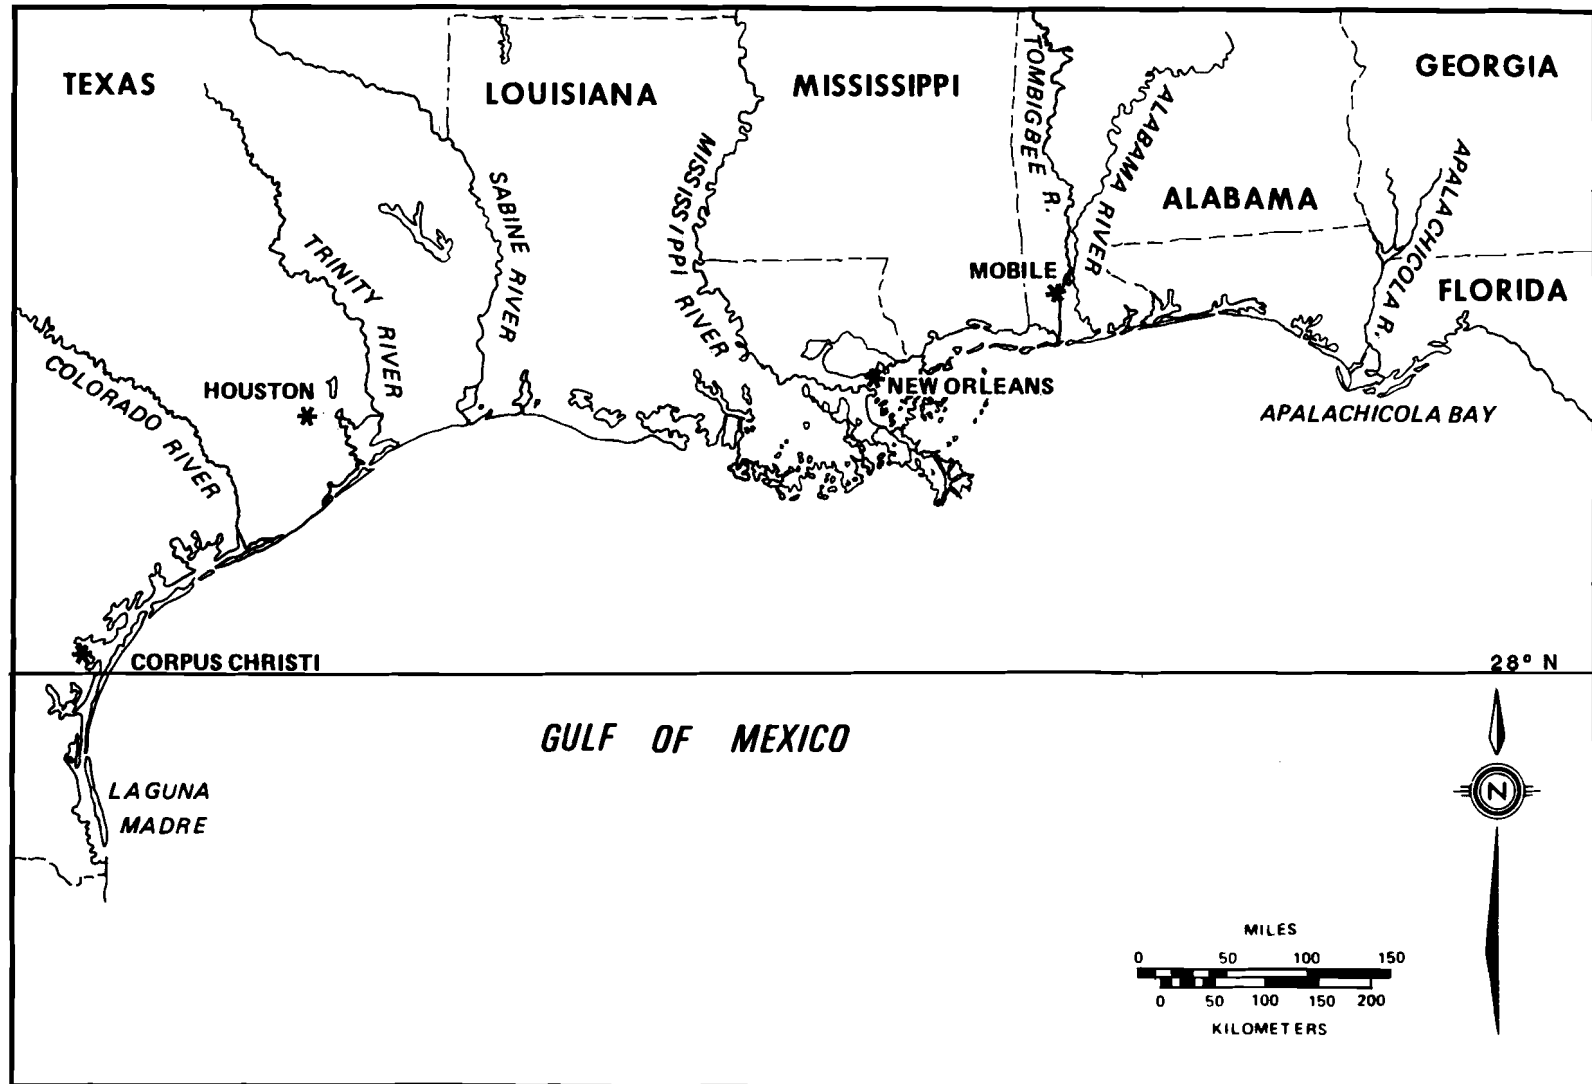 TEXAS
LOUISIANA
MISSISSIPPI
TOMBIGBEE R.
ALABAMA RIVER
GEORGIA
ALABAMA
APALACHICOLA R.
FLORIDA
MISSISSIPPI RIVER
SABINE RIVER
TRINITY RIVER
COLORADO RIVER
MOBILE
HOUSTON
NEW ORLEANS
APALACHICOLA BAY
CORPUS CHRISTI
28° N
GULF OF MEXICO
LAGUNA
MADRE
N
MILES
0 50 100 150
0 50 100 150 200
KILOMETERS